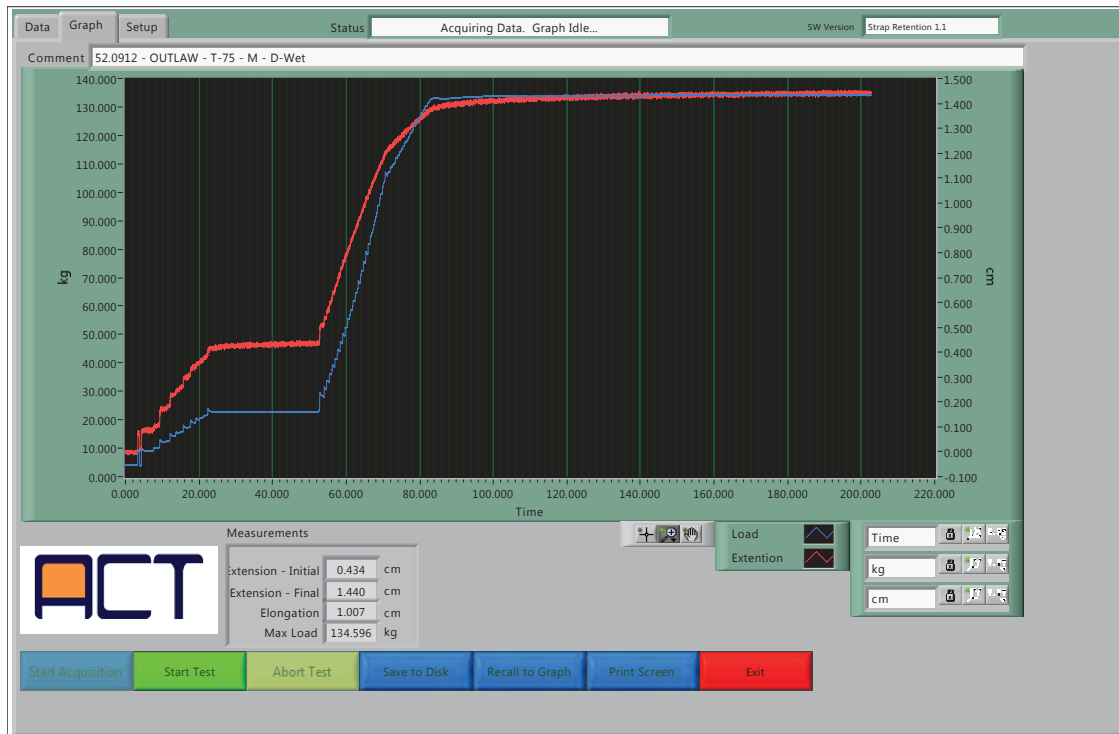 Data Graph Setup Status Acquiring Data. Graph Idle... SW Version Strap Retention 1.1
Comment 52.0912 - OUTLAW - T-75 - M - D-Wet
140.000 1.500
130.000 1.400
120.000 1.300
110.000 1.200
100.000 1.100
90.000 1.000
80.000 0.900
70.000 0.800
60.000 0.700
50.000 0.600
40.000 0.500
30.000 0.400
20.000 0.300
10.000 0.200
0.000 0.100
0.000
-0.100
kg
cm
0.000 20.000 40.000 60.000 80.000 100.000 120.000 140.000 160.000 180.000 200.000 220.000
Time
Measurements
Extension - Initial 0.434 cm
Extension - Final 1.440 cm
Elongation 1.007 cm
Max Load 134.596 kg
ACT
Load
Extention
Time
kg
cm
Start Acquisition Start Test Abort Test Save to Disk Recall to Graph Print Screen Exit